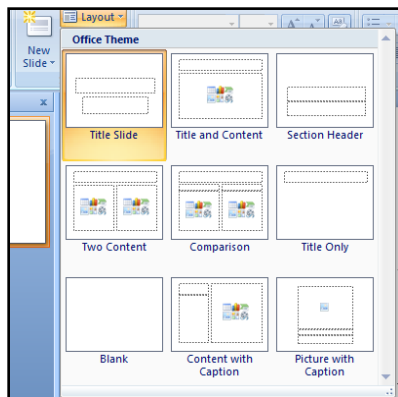 Layout
New
Slide
Office Theme
Title Slide
Title and Content
Section Header
Two Content
Comparison
Title Only
Blank
Content with
Caption
Picture with
Caption